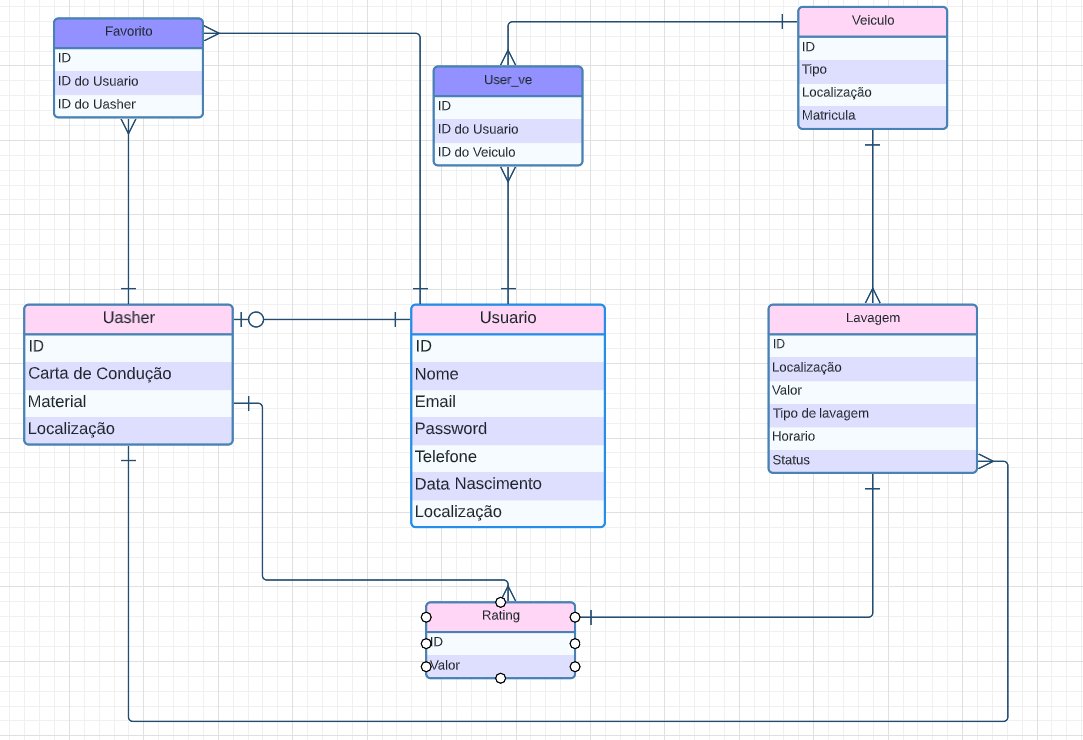 Favorito
ID
ID do Usuario
ID do Uasher
User_ve
ID
ID do Usuario
ID do Veiculo
Veiculo
ID
Tipo
Localização
Matricula
Uasher
ID
Carta de Condução
Material
Localização
Usuario
ID
Nome
Email
Password
Telefone
Data Nascimento
Localização
Lavagem
ID
Localização
Valor
Tipo de lavagem
Horario
Status
Rating
ID
Valor